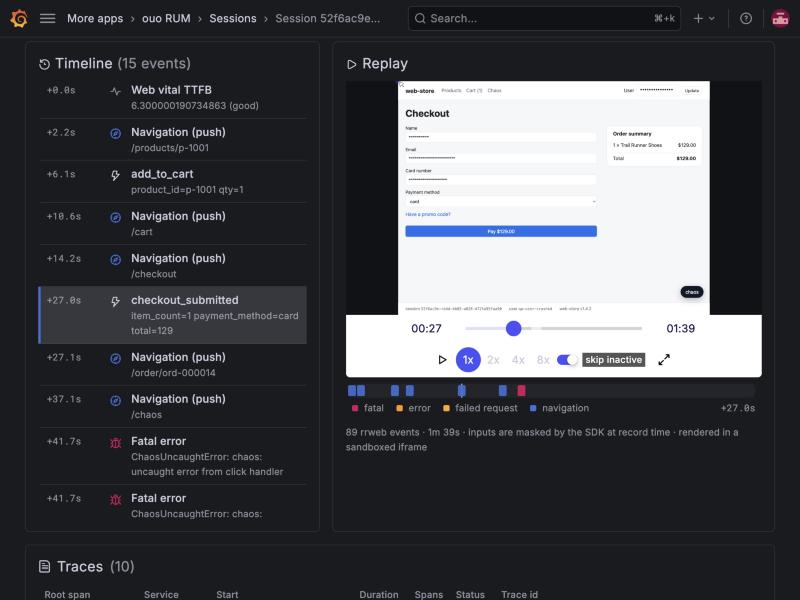 More apps › ouo RUM › Sessions › Session 52f6ac9e...
Search...
⌘+k
Timeline (15 events)
+0.0s
Web vital TTFB
6.300000190734863 (good)
+2.2s
Navigation (push)
/products/p-1001
+6.1s
add_to_cart
product_id=p-1001 qty=1
+10.6s
Navigation (push)
/cart
+14.2s
Navigation (push)
/checkout
+27.0s
checkout_submitted
item_count=1 payment_method=card
total=129
+27.1s
Navigation (push)
/order/ord-000014
+37.1s
Navigation (push)
/chaos
+41.7s
Fatal error
ChaosUncaughtError: chaos:
uncaught error from click handler
+41.7s
Fatal error
ChaosUncaughtError: chaos:
Replay
web-store Products Cart (1) Chaos
User
Update
Checkout
Name
Email
Card number
Payment method
card
Have a promo code?
Pay $129.00
Order summary
1 × Trail Runner Shoes $129.00
Total $129.00
chaos
00:27
01:39
1x 2x 4x 8x skip inactive
fatal error failed request navigation +27.0s
89 rrweb events · 1m 39s · inputs are masked by the SDK at record time · rendered in a
sandboxed iframe
Traces (10)
Root span Service Start Duration Spans Status Trace id